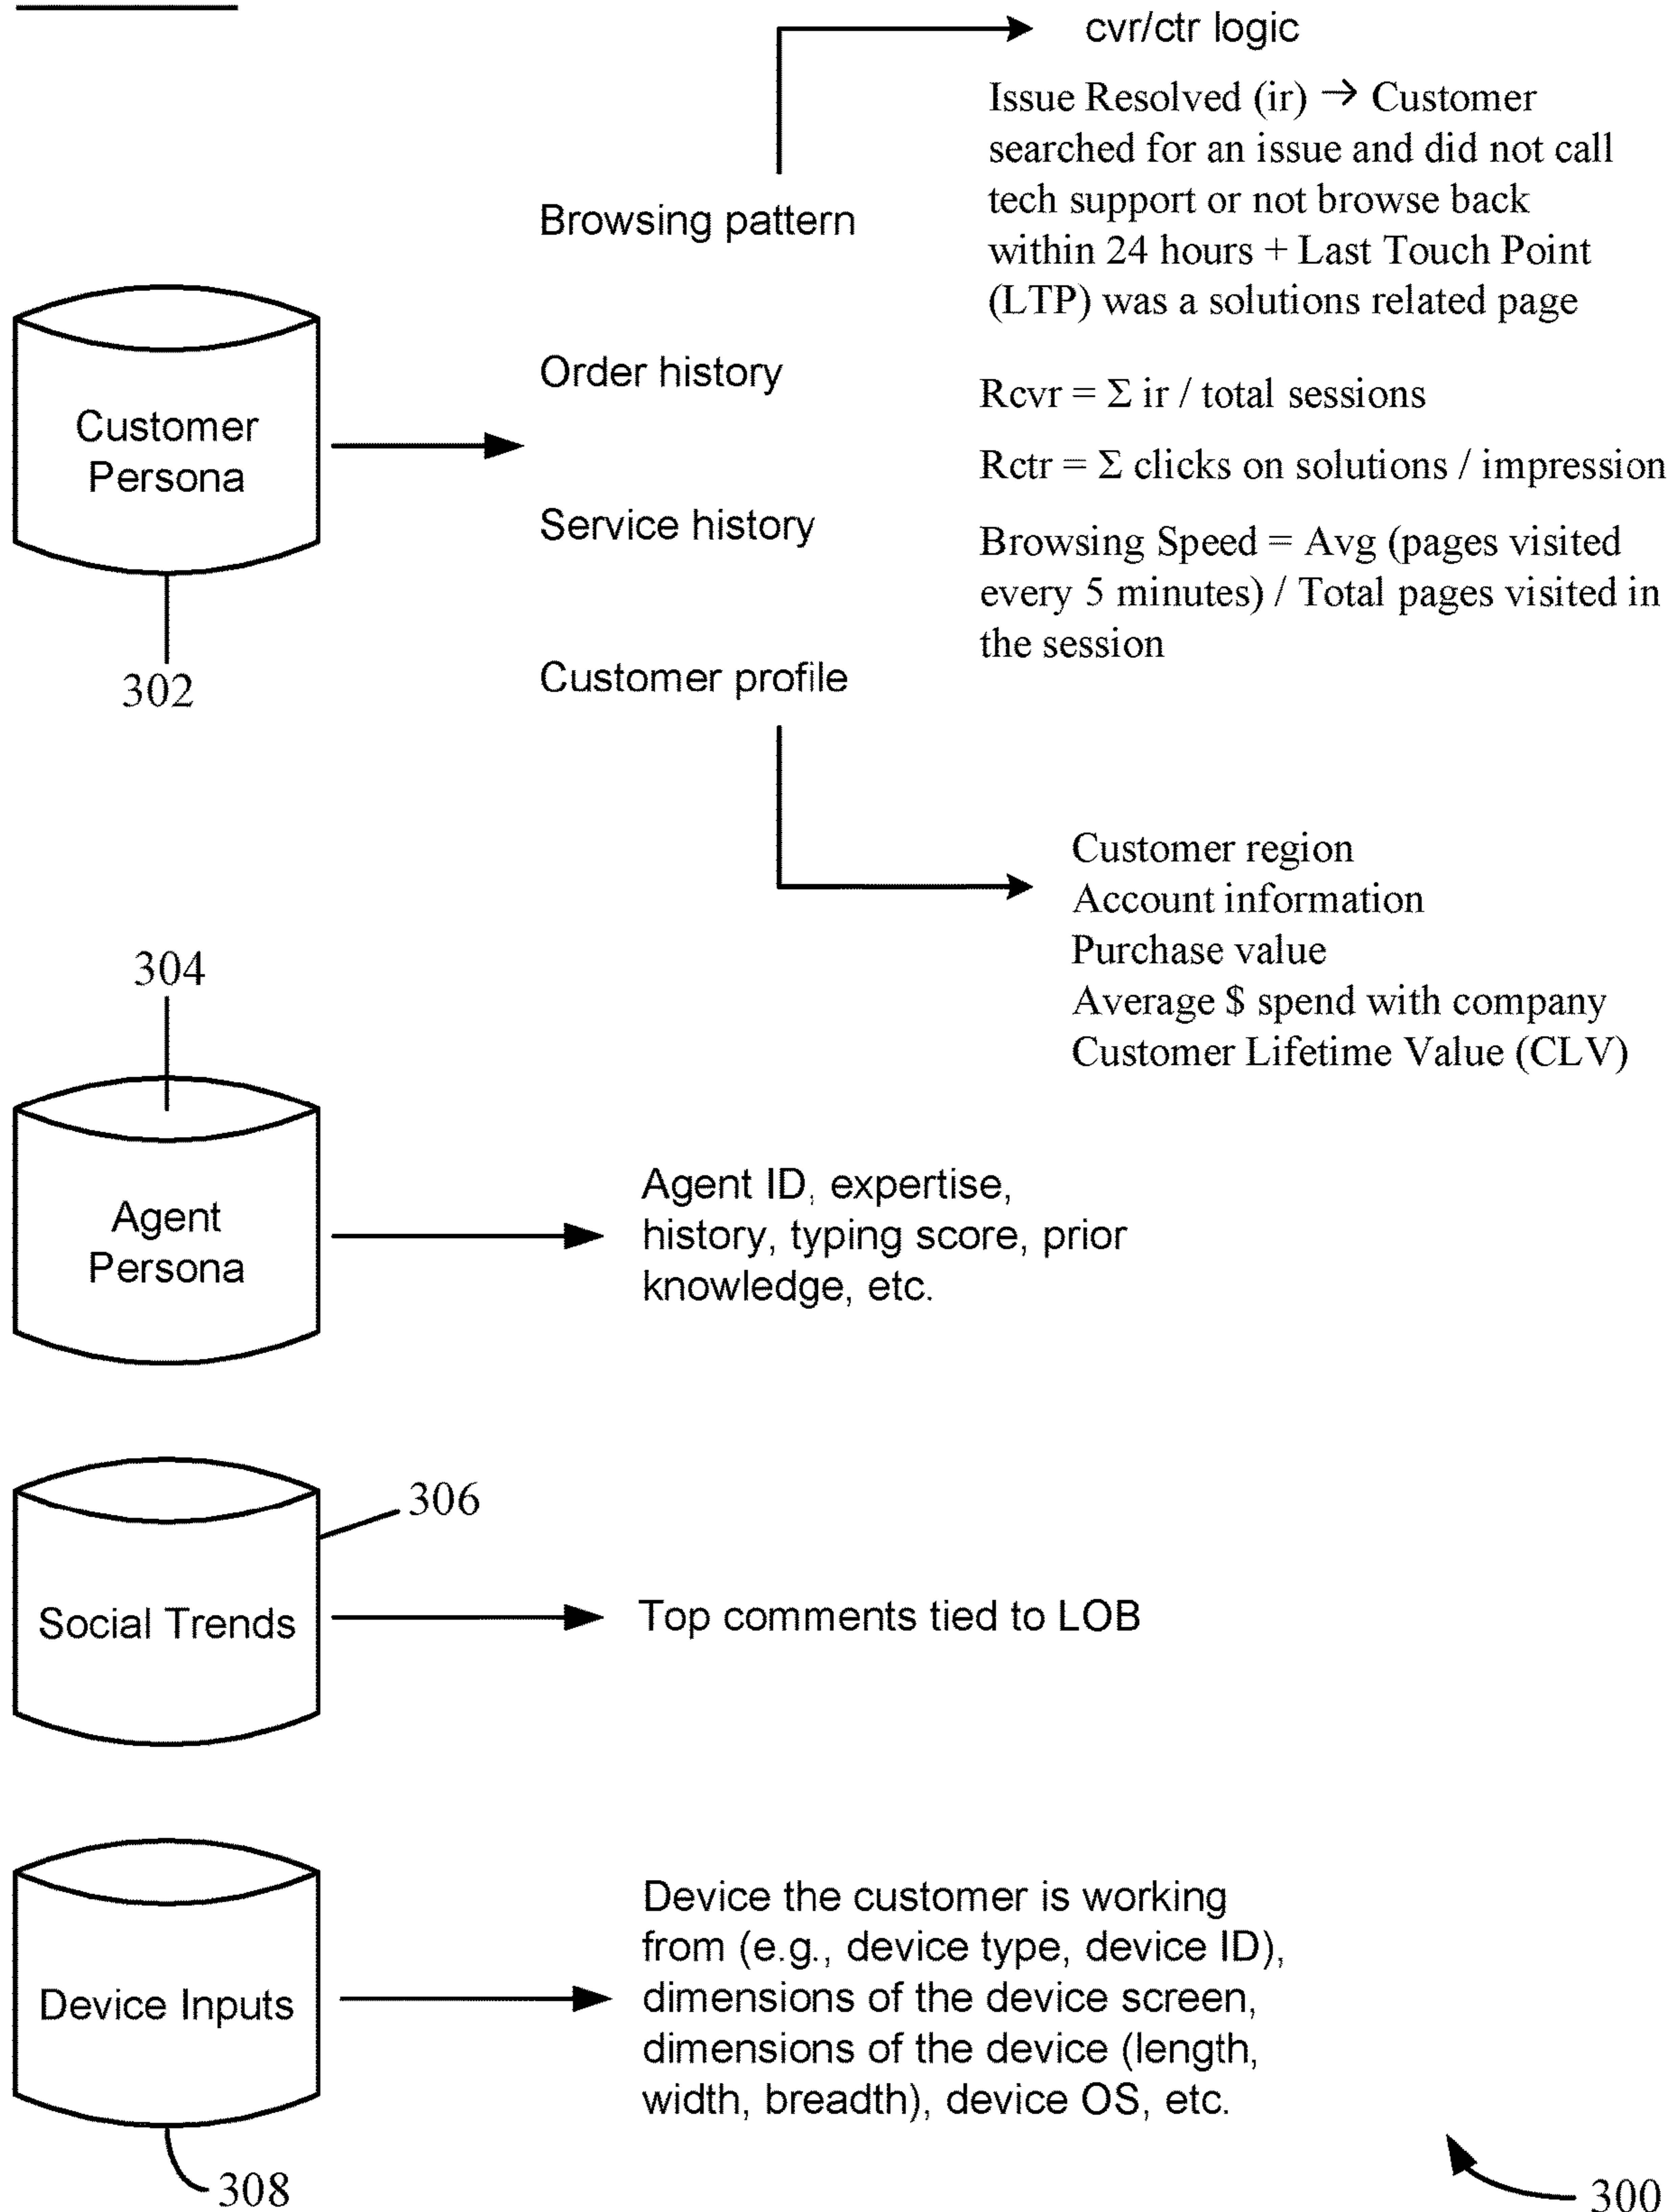 cvr/ctr logic
Issue Resolved (ir) → Customer
searched for an issue and did not call
tech support or not browse back
within 24 hours + Last Touch Point
(LTP) was a solutions related page
Browsing pattern
Order history
Service history
Customer profile
Rcvr = Σ ir / total sessions
Rctr = Σ clicks on solutions / impression
Browsing Speed = Avg (pages visited
every 5 minutes) / Total pages visited in
the session
Customer
Persona
302
Customer region
Account information
Purchase value
Average $ spend with company
Customer Lifetime Value (CLV)
304
Agent
Persona
Agent ID, expertise,
history, typing score, prior
knowledge, etc.
306
Social Trends
Top comments tied to LOB
Device Inputs
Device the customer is working
from (e.g., device type, device ID),
dimensions of the device screen,
dimensions of the device (length,
width, breadth), device OS, etc.
308
300